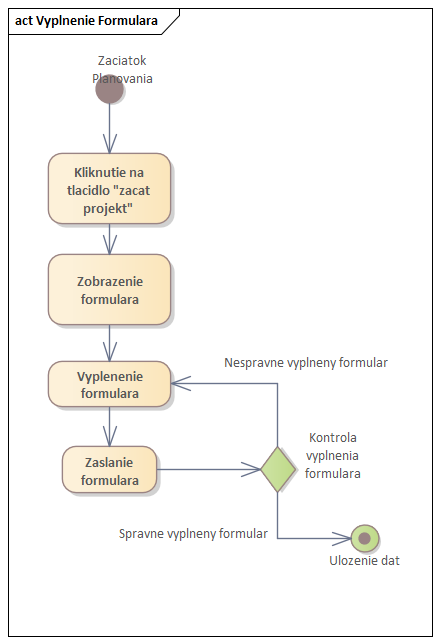 act Vyplnenie Formulara
Zaciatok
Planovania
Kliknutie na
tlacidlo "zacat
projekt"
Zobrazenie
formulara
Vyplenenie
formulara
Nespravne vyplneny formular
Zaslanie
formulara
Kontrola
vyplnenia
formulara
Spravne vyplneny formular
Ulozenie dat